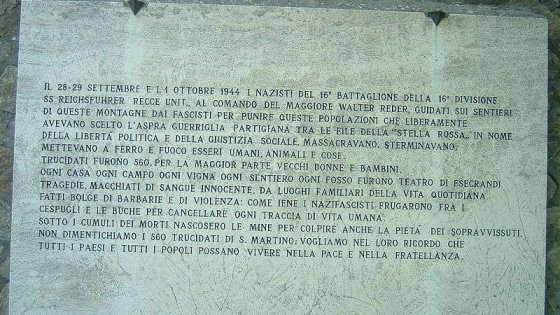 IL 28-29 SETTEMBRE E L'1 OTTOBRE 1944 I NAZISTI DEL 16° BATTAGLIONE DELLA 16° DIVISIONE
SS REICHSFUHRER RECCE UNIT., AL COMANDO DEL MAGGIORE WALTER REDER, GUIDATI SUI SENTIERI
DI QUESTE MONTAGNE DAI FASCISTI PER PUNIRE QUESTE POPOLAZIONI CHE LIBERAMENTE
AVEVANO SCELTO L'ASPRA GUERRIGLIA PARTIGIANA TRA LE FILE DELLA "STELLA ROSSA,, IN NOME
DELLA LIBERTÀ POLITICA E DELLA GIUSTIZIA SOCIALE, MASSACRAVANO, STERMINAVANO,
METTEVANO A FERRO E FUOCO ESSERI UMANI, ANIMALI E COSE.
TRUCIDATI FURONO 560, PER LA MAGGIOR PARTE VECCHI DONNE E BAMBINI.
OGNI CASA OGNI CAMPO OGNI VIGNA OGNI SENTIERO OGNI FOSSO FURONO TEATRO DI ESECRANDI
TRAGEDIE, MACCHIATI DI SANGUE INNOCENTE, DA LUOGHI FAMILIARI DELLA VITA QUOTIDIANA
FATTI BOLGE DI BARBARIE E DI VIOLENZA: COME IENE I NAZIFASCISTI FRUGARONO FRA I
CESPUGLI E LE BUCHE PER CANCELLARE OGNI TRACCIA DI VITA UMANA.
SOTTO I CUMULI DEI MORTI NASCOSERO LE MINE PER COLPIRE ANCHE LA PIETA' DEI SOPRAVVISSUTI.
NON DIMENTICHIAMO I 560 TRUCIDATI DI S. MARTINO; VOGLIAMO NEL LORO RICORDO CHE
TUTTI I PAESI E TUTTI I POPOLI POSSANO VIVERE NELLA PACE E NELLA FRATELLANZA.